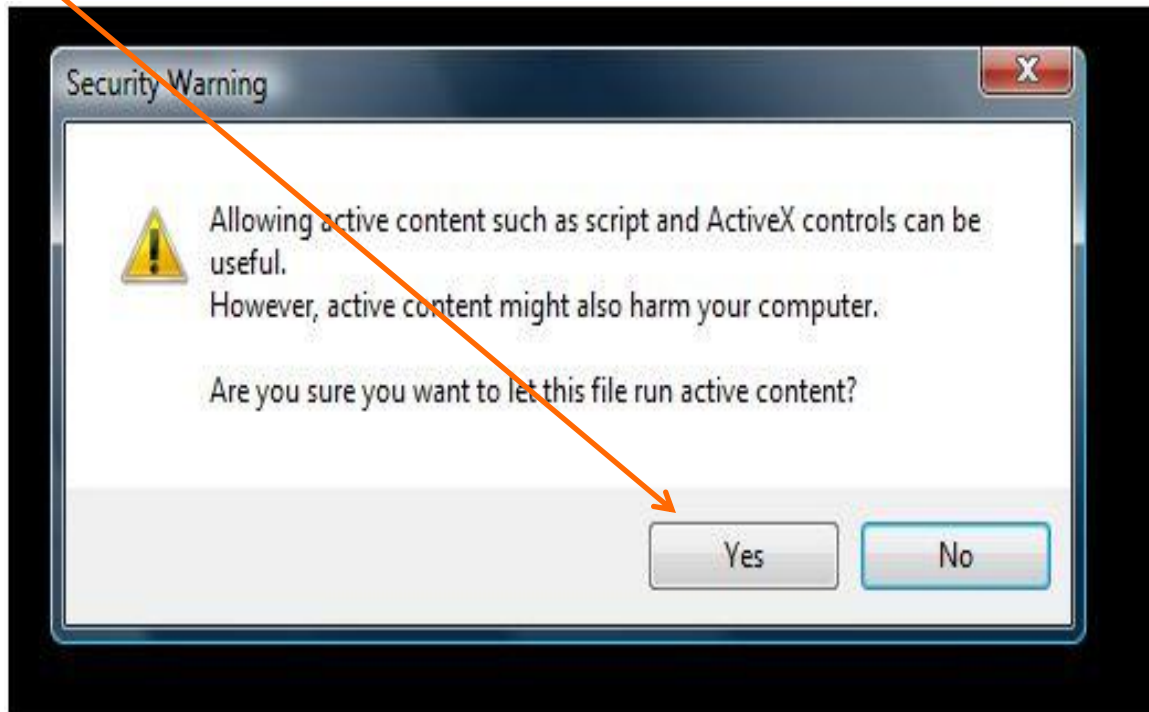 Security Warning
X
Allowing active content such as script and ActiveX controls can be
useful.
However, active content might also harm your computer.
Are you sure you want to let this file run active content?
Yes
No